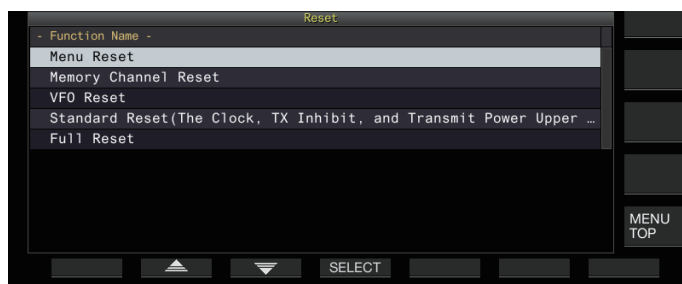 Reset
- Function Name -
Menu Reset
Memory Channel Reset
VFO Reset
Standard Reset(The Clock, TX Inhibit, and Transmit Power Upper …
Full Reset
MENU
TOP
SELECT